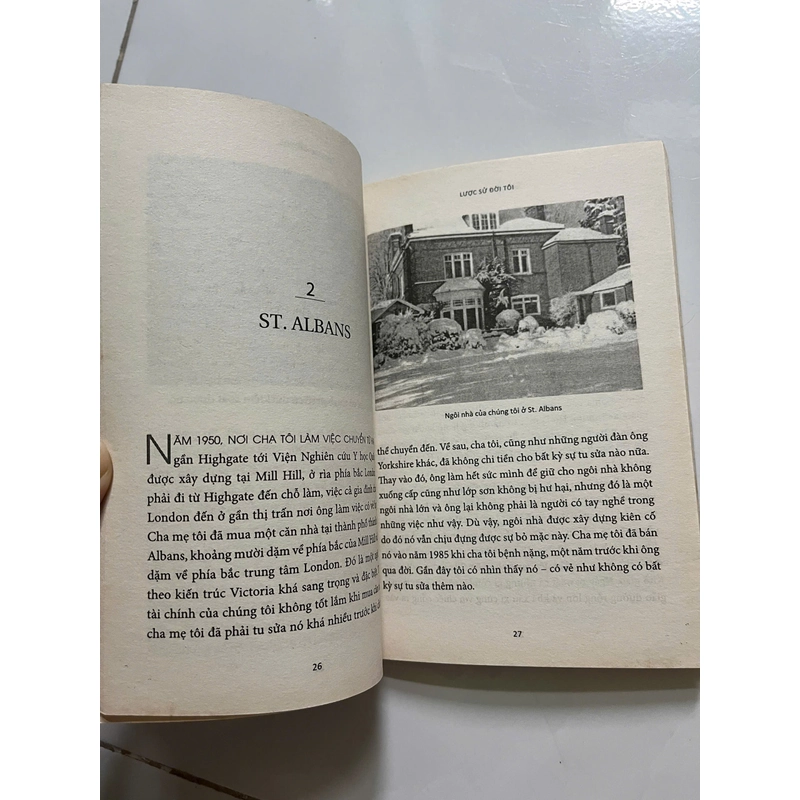 2
ST. ALBANS
NĂM 1950, NƠI CHA TÔI LÀM VIỆC CHUYỂN TỪ
gần Highgate tới Viện Nghiên cứu Y học
được xây dựng tại Mill Hill, ở rìa phía bắc
phải đi từ Highgate đến chỗ làm, việc cả gia đình
London đến ở gần thị trấn nơi ông làm việc có
Cha mẹ tôi đã mua một căn nhà tại thành phố
Albans, khoảng mười dặm về phía bắc của Mill Hill
dặm về phía bắc trung tâm London. Đó là một
theo kiến trúc Victoria khá sang trọng và đặc
tài chính của chúng tôi không tốt lắm khi mua
cha mẹ tôi đã phải tu sửa nó khá nhiều trước khi
26
LƯỢC SỬ ĐỜI TÔI
Ngôi nhà của chúng tôi ở St. Albans
thể chuyển đến. Về sau, cha tôi, cũng như những người đàn ông
Yorkshire khác, đã không chi tiền cho bất kỳ sự tu sửa nào nữa.
Thay vào đó, ông làm hết sức mình để giữ cho ngôi nhà không
xuống cấp cũng như lớp sơn không bị hư hại, nhưng đó là một
ngôi nhà lớn và ông lại không phải là người có tay nghề trong
những việc như vậy. Dù vậy, ngôi nhà được xây dựng kiên cố
do đó nó vẫn chịu đựng được sự bỏ mặc này. Cha mẹ tôi đã bán
nó vào năm 1985 khi cha tôi bệnh nặng, một năm trước khi ông
qua đời. Gần đây tôi có nhìn thấy nó – có vẻ như không có bất
kỳ sự tu sửa thêm nào.
27